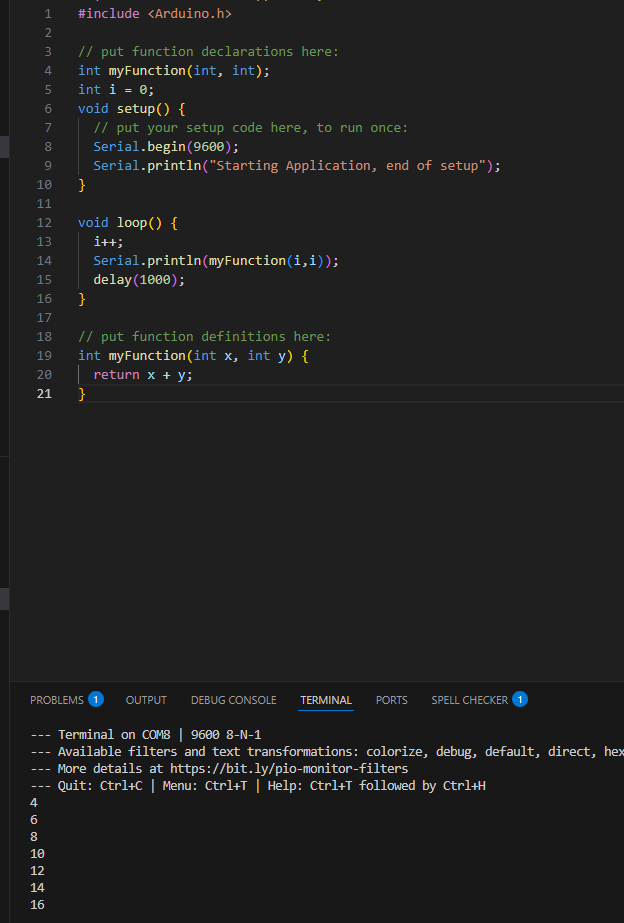 1 #include <Arduino.h>
2
3 // put function declarations here:
4 int myFunction(int, int);
5 int i = 0;
6 void setup() {
7   // put your setup code here, to run once:
8   Serial.begin(9600);
9   Serial.println("Starting Application, end of setup");
10 }
11
12 void loop() {
13   i++;
14   Serial.println(myFunction(i,i));
15   delay(1000);
16 }
17
18 // put function definitions here:
19 int myFunction(int x, int y) {
20   return x + y;
21 }
PROBLEMS 1 OUTPUT DEBUG CONSOLE TERMINAL PORTS SPELL CHECKER 1
--- Terminal on COM8 | 9600 8-N-1
--- Available filters and text transformations: colorize, debug, default, direct, hex
--- More details at https://bit.ly/pio-monitor-filters
--- Quit: Ctrl+C | Menu: Ctrl+T | Help: Ctrl+T followed by Ctrl+H
4
6
8
10
12
14
16